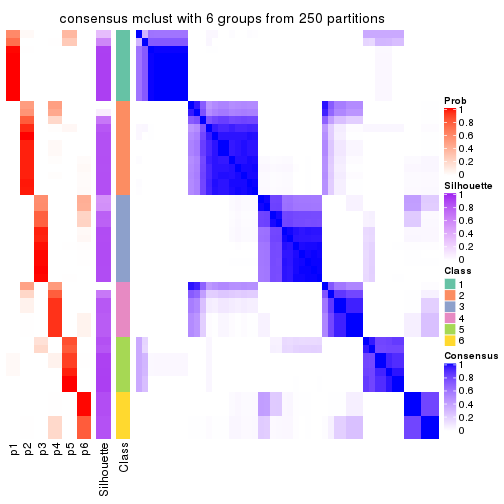 consensus mclust with 6 groups from 250 partitions
Prob
1
0.8
0.6
0.4
0.2
0
Silhouette
1
0.8
0.6
0.4
0.2
0
Class
1
2
3
4
5
6
Consensus
1
0.8
0.6
0.4
0.2
0
p1
p2
p3
p4
p5
p6
Silhouette
Class